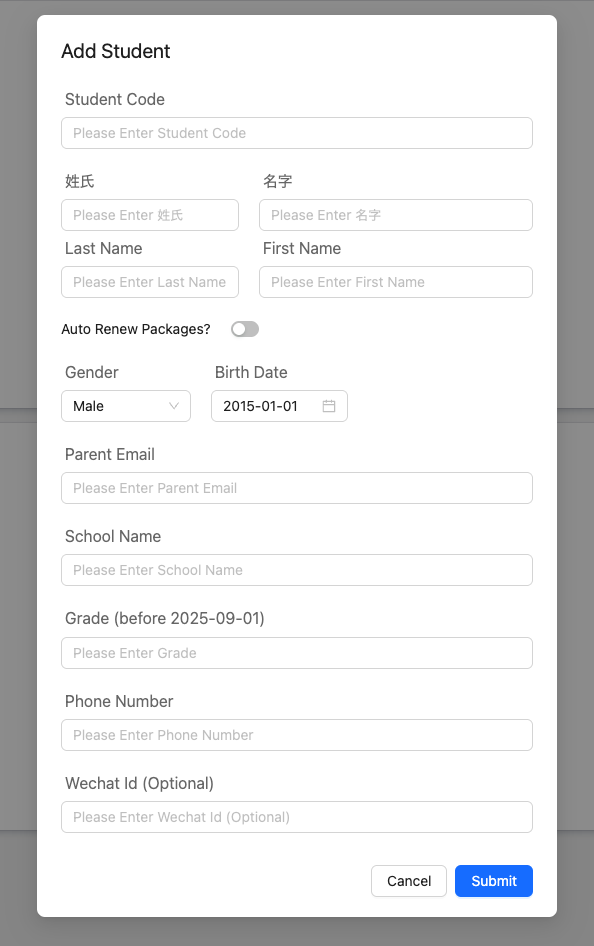 Add Student
Student Code
Please Enter Student Code
姓氏 名字
Please Enter 姓氏 Please Enter 名字
Last Name First Name
Please Enter Last Name Please Enter First Name
Auto Renew Packages?
Gender Birth Date
Male 2015-01-01
Parent Email
Please Enter Parent Email
School Name
Please Enter School Name
Grade (before 2025-09-01)
Please Enter Grade
Phone Number
Please Enter Phone Number
Wechat Id (Optional)
Please Enter Wechat Id (Optional)
Cancel Submit